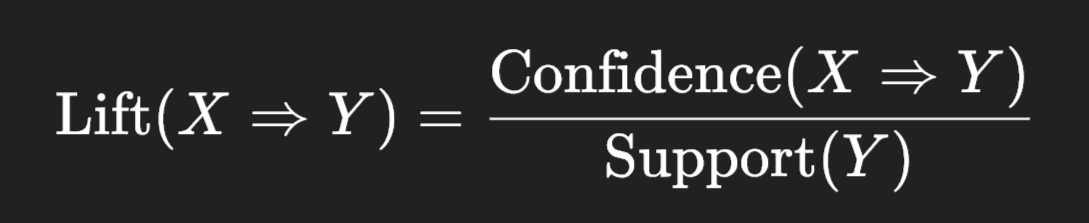 Lift(X ⇒ Y) = Confidence(X ⇒ Y) / Support(Y)